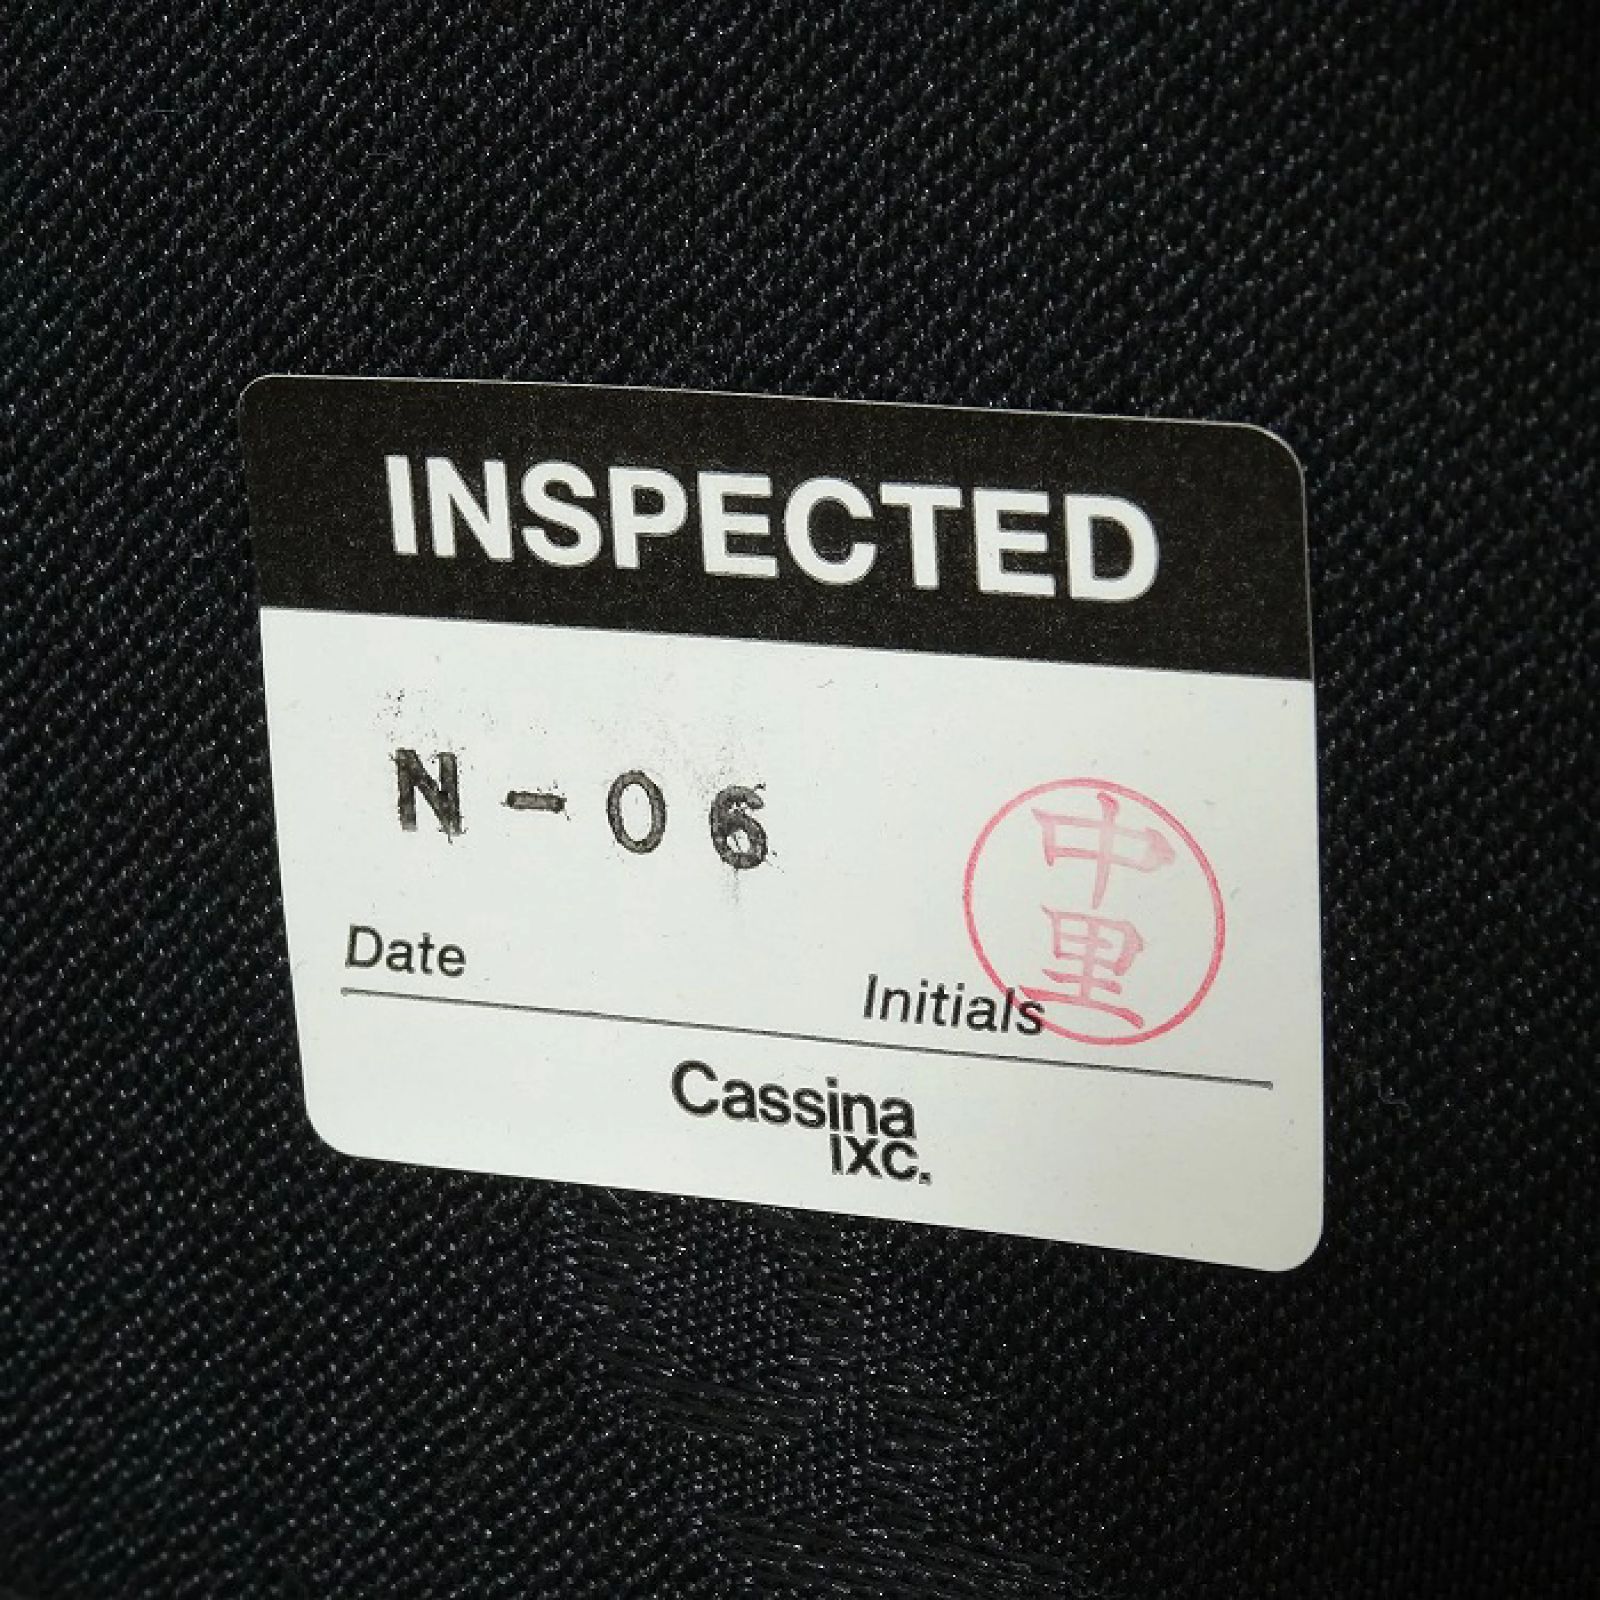 INSPECTED
N-06
中里
Date
Initials
Cassina
IXC.